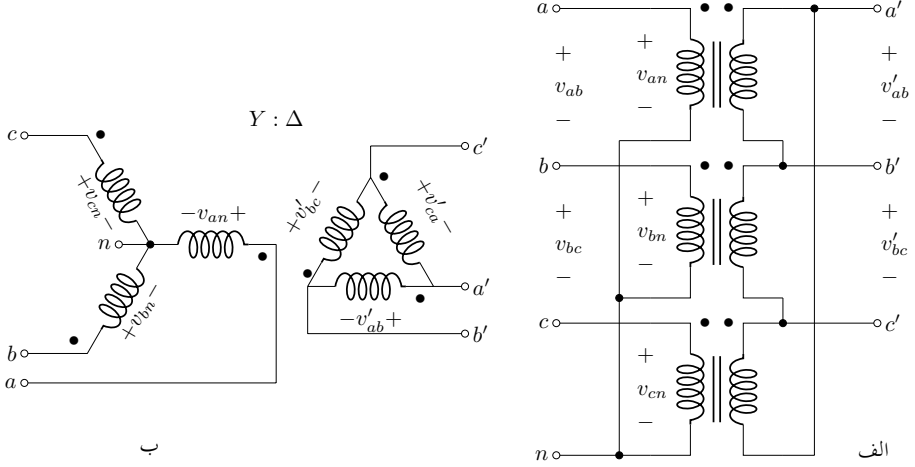 a
a′
+ v_ab −
+ v_an −
+ v′_ab −
b
b′
+ v_bc −
+ v_bn −
+ v′_bc −
c
c′
+ v_cn −
n
الف
Y : Δ
c
+v_cn−
n
−v_an+
+v_bn−
b
a
c′
+v′_bc−
+v′_ca−
a′
−v′_ab+
b′
ب